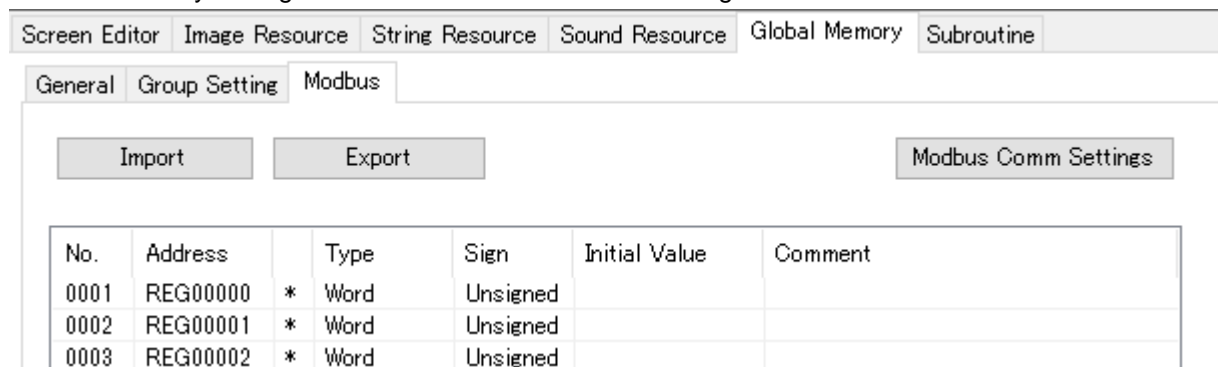 Screen Editor Image Resource String Resource Sound Resource Global Memory Subroutine
General Group Setting Modbus
Import Export Modbus Comm Settings
No. Address Type Sign Initial Value Comment
0001 REG00000 * Word Unsigned
0002 REG00001 * Word Unsigned
0003 REG00002 * Word Unsigned